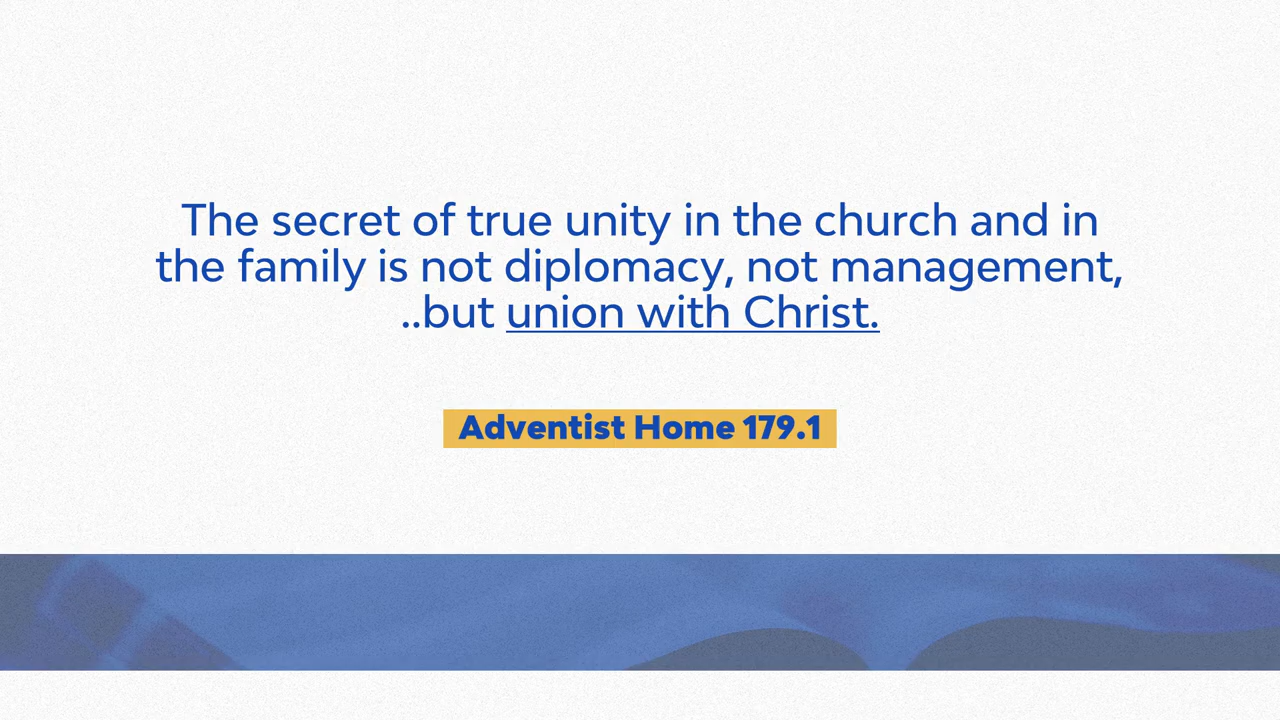 The secret of true unity in the church and in
the family is not diplomacy, not management,
..but union with Christ.
Adventist Home 179.1